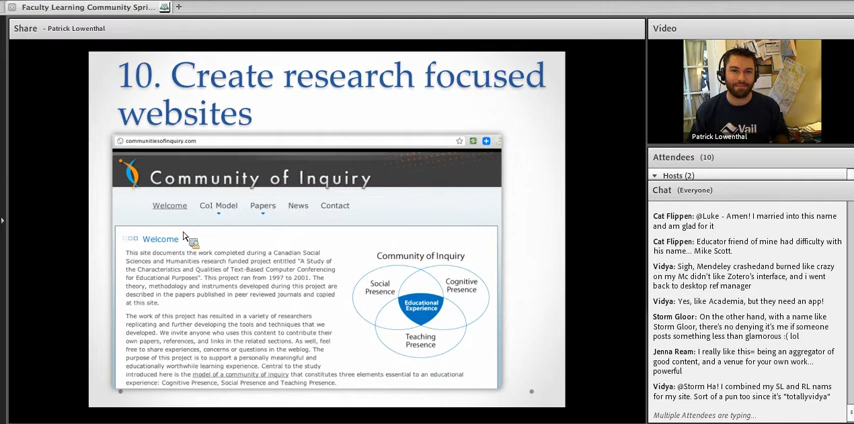 Faculty Learning Community Spri...
Share - Patrick Lowenthal
10. Create research focused
websites
communitiesofinquiry.com
Community of Inquiry
Welcome CoI Model Papers News Contact
Welcome
This site documents the work completed during a Canadian Social
Sciences and Humanities research funded project entitled "A Study of
the Characteristics and Qualities of Text-Based Computer Conferencing
for Educational Purposes". This project ran from 1997 to 2001. The
theory, methodology and instruments developed during this project are
described in the papers published in peer reviewed journals and copied
at this site.
The work of this project has resulted in a variety of researchers
replicating and further developing the tools and techniques that we
developed. We invite anyone who uses this content to contribute their
own papers, references, and links in the related sections. As well, feel
free to share experiences, concerns or questions in the weblog. The
purpose of this project is to support a personally meaningful and
educationally worthwhile learning experience. Central to the study
introduced here is the model of a community of inquiry that constitutes three elements essential to an educational
experience: Cognitive Presence, Social Presence and Teaching Presence.
Community of Inquiry
Social
Presence
Cognitive
Presence
Educational
Experience
Teaching
Presence
Video
Vail
Patrick Lowenthal
Attendees (10)
Hosts (2)
Chat (Everyone)
Cat Flippen: @Luke - Amen! I married into this name
and am glad for it
Cat Flippen: Educator friend of mine had difficulty with
his name... Mike Scott.
Vidya: Sigh, Mendeley crashedand burned like crazy
on my Mc didn't like Zotero's interface, and i went
back to desktop ref manager
Vidya: Yes, like Academia, but they need an app!
Storm Gloor: On the other hand, with a name like
Storm Gloor, there's no denying it's me if someone
posts something less than glamorous :( lol
Jenna Ream: I really like this= being an aggregator of
good content, and a venue for your own work...
powerful
Vidya: @Storm Ha! I combined my SL and RL nams
for my site. Sort of a pun too since it's "totallyvidya"
Multiple Attendees are typing...